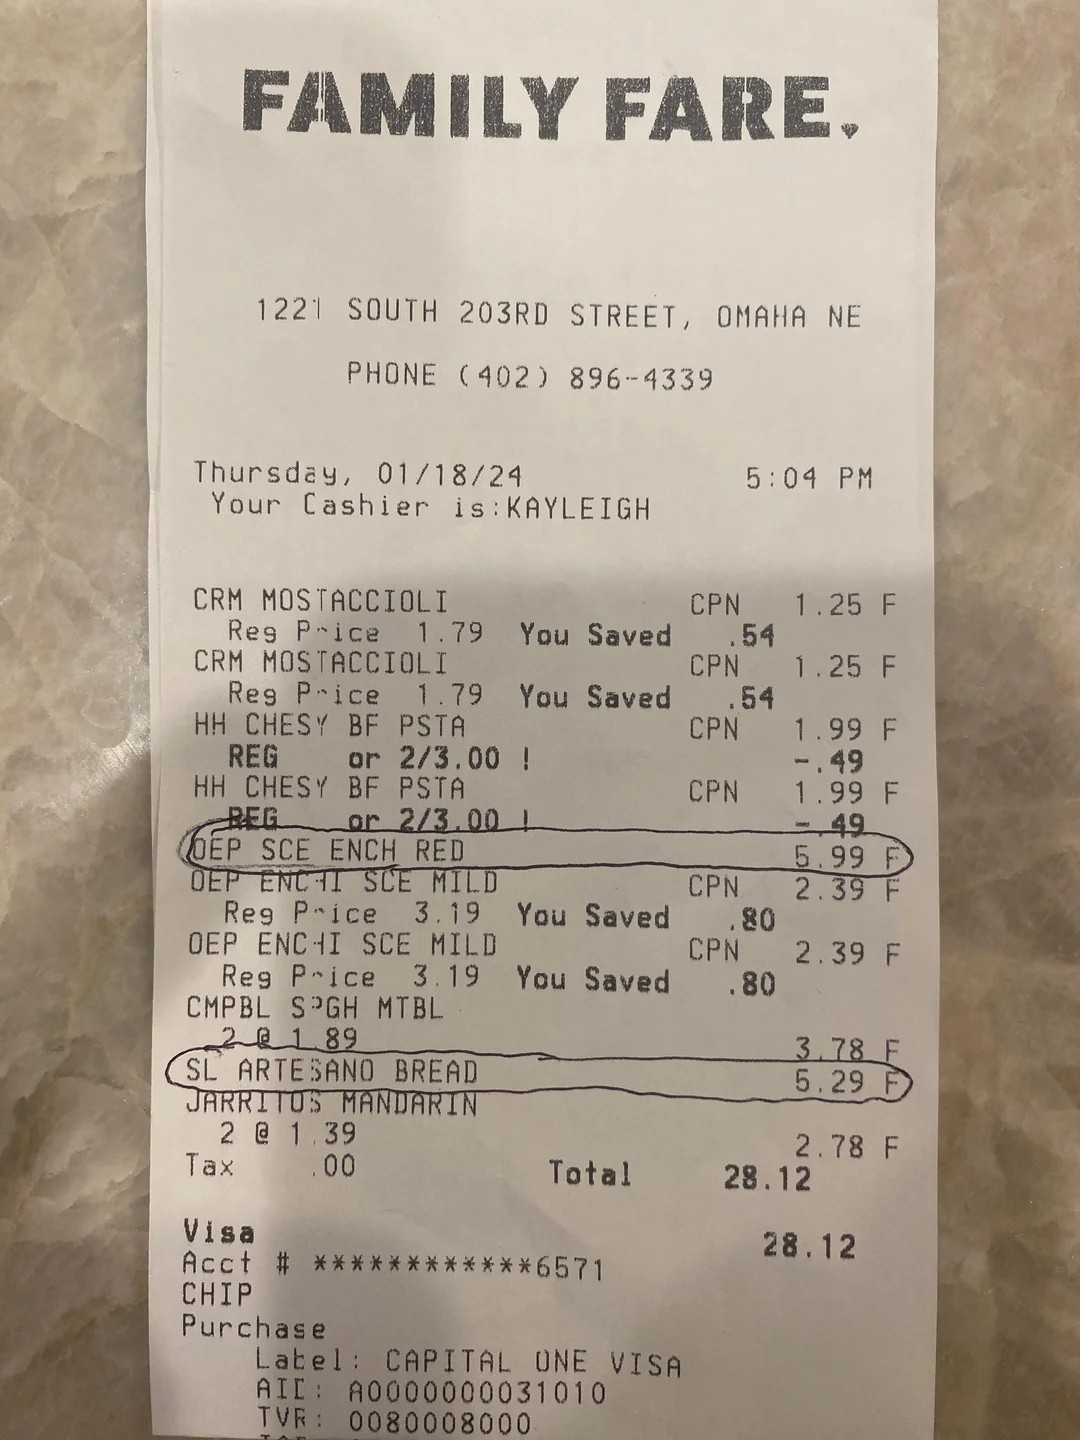 FAMILY FARE.
1221 SOUTH 203RD STREET, OMAHA NE
PHONE (402) 896-4339
Thursday, 01/18/24 5:04 PM
Your Cashier is:KAYLEIGH
CRM MOSTACCIOLI CPN 1.25 F
Reg Price 1.79 You Saved .54
CRM MOSTACCIOLI CPN 1.25 F
Reg Price 1.79 You Saved .54
HH CHESY BF PSTA CPN 1.99 F
REG or 2/3.00 ! -.49
HH CHESY BF PSTA CPN 1.99 F
REG or 2/3.00 ! -.49
OEP SCE ENCH RED 5.99 F
OEP ENCHI SCE MILD CPN 2.39 F
Reg Price 3.19 You Saved .80
OEP ENCHI SCE MILD CPN 2.39 F
Reg Price 3.19 You Saved .80
CMPBL SPGH MTBL
2 @ 1.89 3.78 F
SL ARTESANO BREAD 5.29 F
JARRITOS MANDARIN
2 @ 1.39 2.78 F
Tax .00 Total 28.12
Visa 28.12
Acct # ************6571
CHIP
Purchase
Label: CAPITAL ONE VISA
AID: A0000000031010
TVR: 0080008000